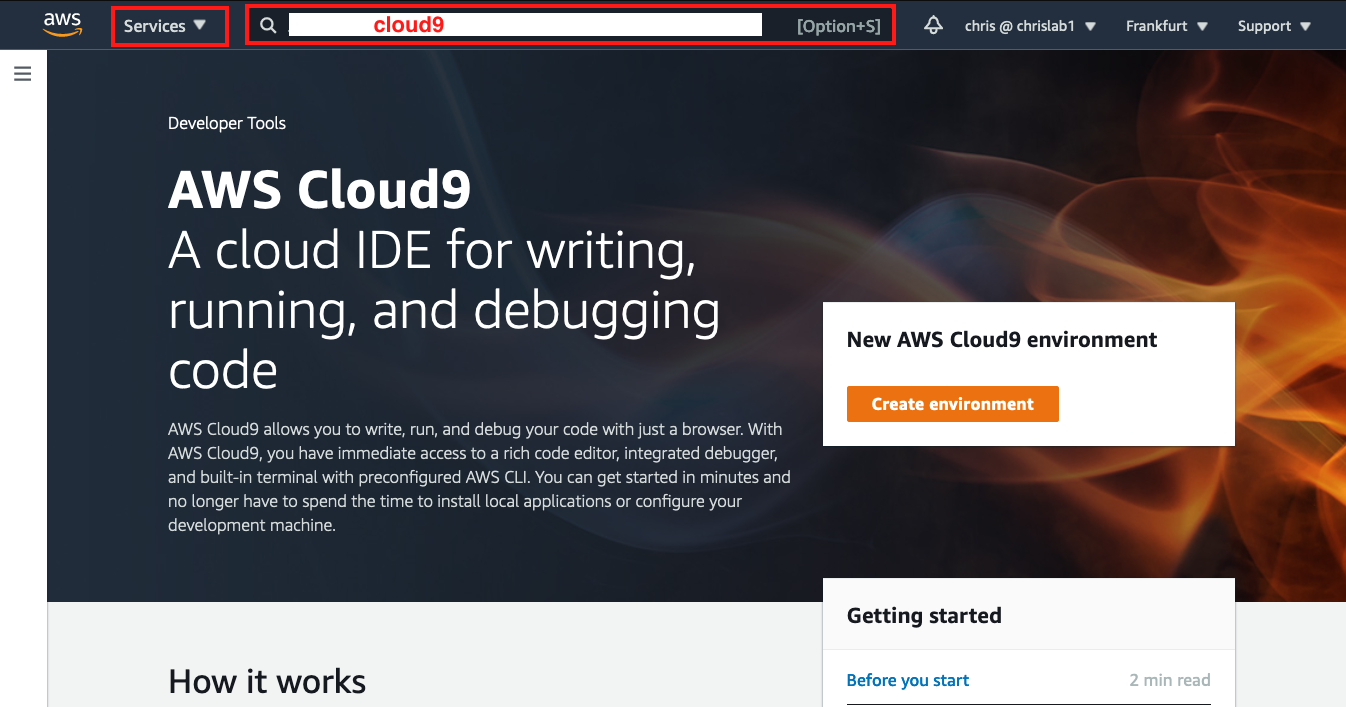 aws
Services ▼
cloud9
[Option+S]
chris @ chrislab1 ▼
Frankfurt ▼
Support ▼
Developer Tools
AWS Cloud9
A cloud IDE for writing,
running, and debugging
code
AWS Cloud9 allows you to write, run, and debug your code with just a browser. With
AWS Cloud9, you have immediate access to a rich code editor, integrated debugger,
and built-in terminal with preconfigured AWS CLI. You can get started in minutes and
no longer have to spend the time to install local applications or configure your
development machine.
New AWS Cloud9 environment
Create environment
Getting started
Before you start
2 min read
How it works